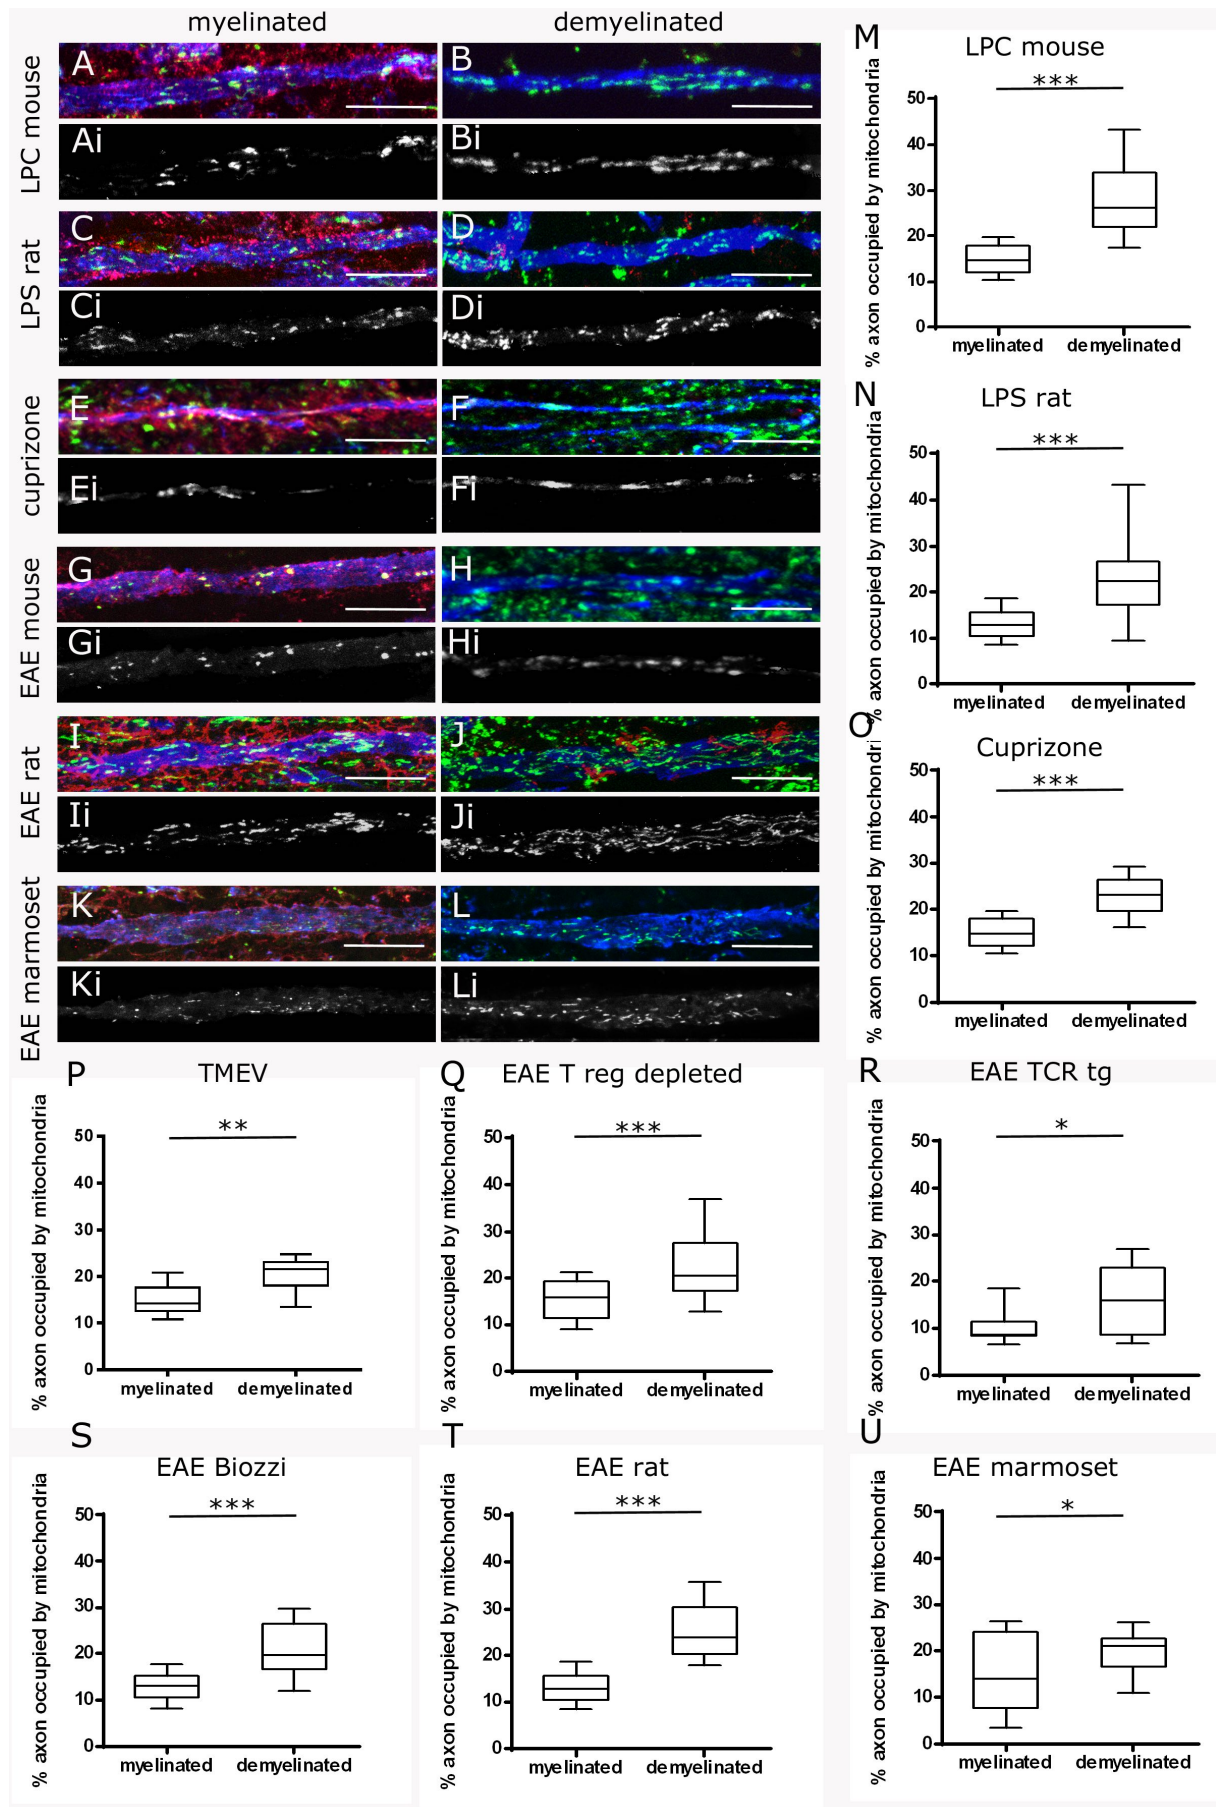 myelinated
demyelinated
LPC mouse
A
B
Ai
Bi
LPS rat
C
D
Ci
Di
cuprizone
E
F
Ei
Fi
EAE mouse
G
H
Gi
Hi
EAE rat
I
J
Ii
Ji
EAE marmoset
K
L
Ki
Li
M
LPC mouse
***
% axon occupied by mitochondria
50
40
30
20
10
0
myelinated
demyelinated
N
LPS rat
***
% axon occupied by mitochondria
50
40
30
20
10
0
myelinated
demyelinated
O
Cuprizone
***
% axon occupied by mitochondri
50
40
30
20
10
0
myelinated
demyelinated
P
TMEV
**
% axon occupied by mitochondria
50
40
30
20
10
0
myelinated
demyelinated
Q
EAE T reg depleted
***
% axon occupied by mitochondria
50
40
30
20
10
0
myelinated
demyelinated
R
EAE TCR tg
*
% axon occupied by mitochondria
50
40
30
20
10
0
myelinated
demyelinated
S
EAE Biozzi
***
% axon occupied by mitochondria
50
40
30
20
10
0
myelinated
demyelinated
T
EAE rat
***
% axon occupied by mitochondria
50
40
30
20
10
0
myelinated
demyelinated
U
EAE marmoset
*
% axon occupied by mitochondria
50
40
30
20
10
0
myelinated
demyelinated